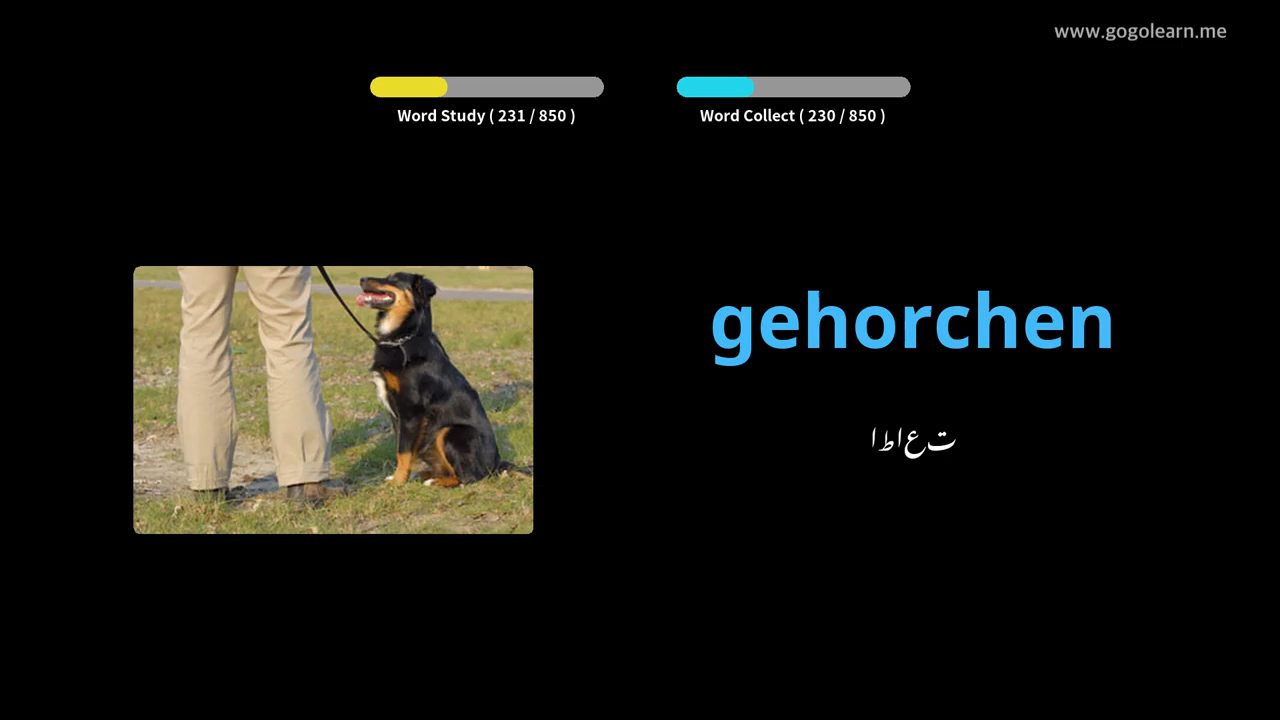 www.gogolearn.me
Word Study ( 231 / 850 )
Word Collect ( 230 / 850 )
gehorchen
اطاعت